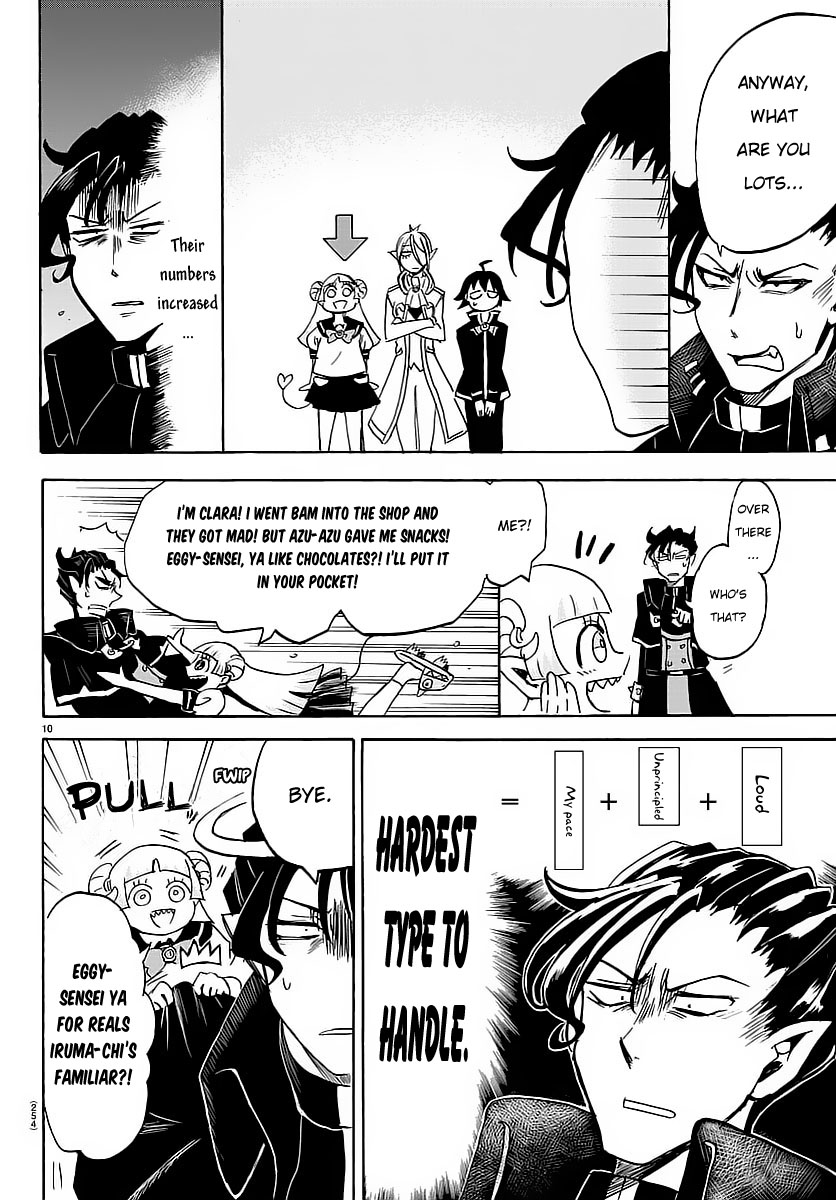 ANYWAY,
WHAT
ARE YOU
LOTS...
Their
numbers
increased
...
OVER
THERE
...
WHO'S
THAT?
ME?!
I'M CLARA! I WENT BAM INTO THE SHOP AND
THEY GOT MAD! BUT AZU-AZU GAVE ME SNACKS!
EGGY-SENSEI, YA LIKE CHOCOLATES?! I'LL PUT IT
IN YOUR POCKET!
10
Loud
+
Unprincipled
+
My pace
=
HARDEST
TYPE TO
HANDLE.
BYE.
FWIP
PULL
EGGY-
SENSEI YA
FOR REALS
IRUMA-CHI'S
FAMILIAR?!
(254)